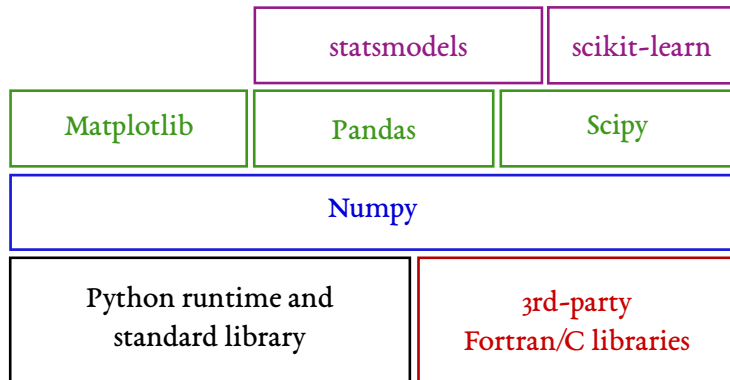 statsmodels
scikit-learn
Matplotlib
Pandas
Scipy
Numpy
Python runtime and
standard library
3rd-party
Fortran/C libraries